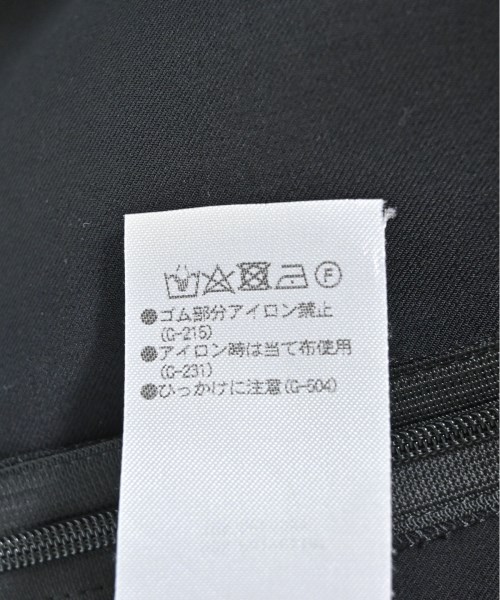 F
●ゴム部分アイロン禁止
(G-215)
●アイロン時は当て布使用
(G-231)
●ひっかけに注意(G-504)